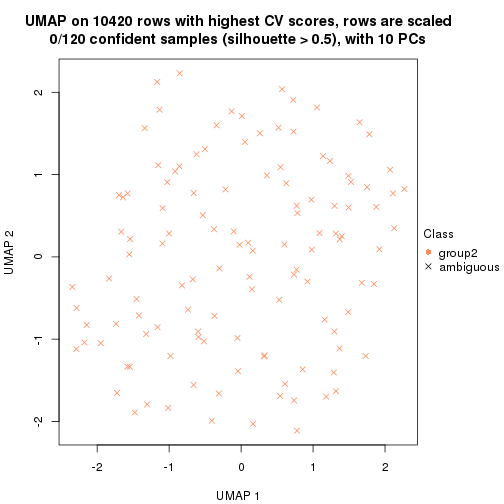 UMAP on 10420 rows with highest CV scores, rows are scaled
0/120 confident samples (silhouette > 0.5), with 10 PCs
2
1
0
-1
-2
UMAP 2
-2
-1
0
1
2
UMAP 1
Class
group2
ambiguous